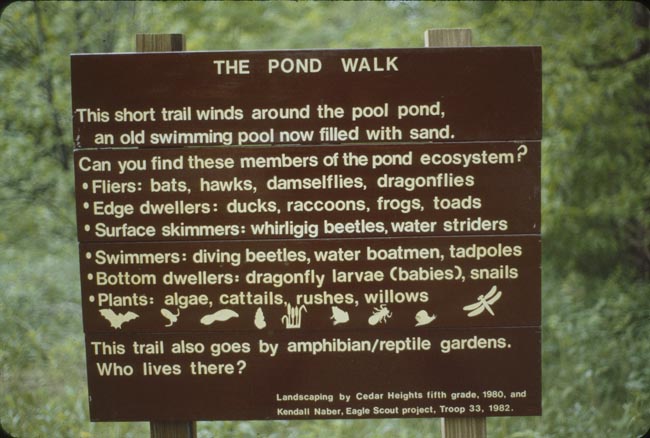 THE POND WALK
This short trail winds around the pool pond,
an old swimming pool now filled with sand.
Can you find these members of the pond ecosystem?
• Fliers: bats, hawks, damselflies, dragonflies
• Edge dwellers: ducks, raccoons, frogs, toads
• Surface skimmers: whirligig beetles, water striders
• Swimmers: diving beetles, water boatmen, tadpoles
• Bottom dwellers: dragonfly larvae (babies), snails
• Plants: algae, cattails, rushes, willows
This trail also goes by amphibian/reptile gardens.
Who lives there?
Landscaping by Cedar Heights fifth grade, 1980, and
Kendall Naber, Eagle Scout project, Troop 33, 1982.